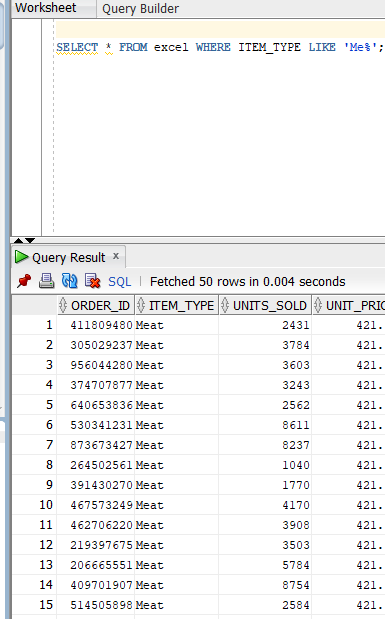 Worksheet Query Builder
SELECT * FROM excel WHERE ITEM_TYPE LIKE 'Me%';
Query Result x
SQL | Fetched 50 rows in 0.004 seconds
ORDER_ID ITEM_TYPE UNITS_SOLD UNIT_PRIC
1 411809480 Meat 2431 421.
2 305029237 Meat 3784 421.
3 956044280 Meat 3603 421.
4 374707877 Meat 3243 421.
5 640653836 Meat 2562 421.
6 530341231 Meat 8611 421.
7 873673427 Meat 8237 421.
8 264502561 Meat 1040 421.
9 391430270 Meat 1770 421.
10 467573249 Meat 4170 421.
11 462706220 Meat 3908 421.
12 219397675 Meat 3503 421.
13 206665551 Meat 5784 421.
14 409701907 Meat 8754 421.
15 514505898 Meat 2584 421.